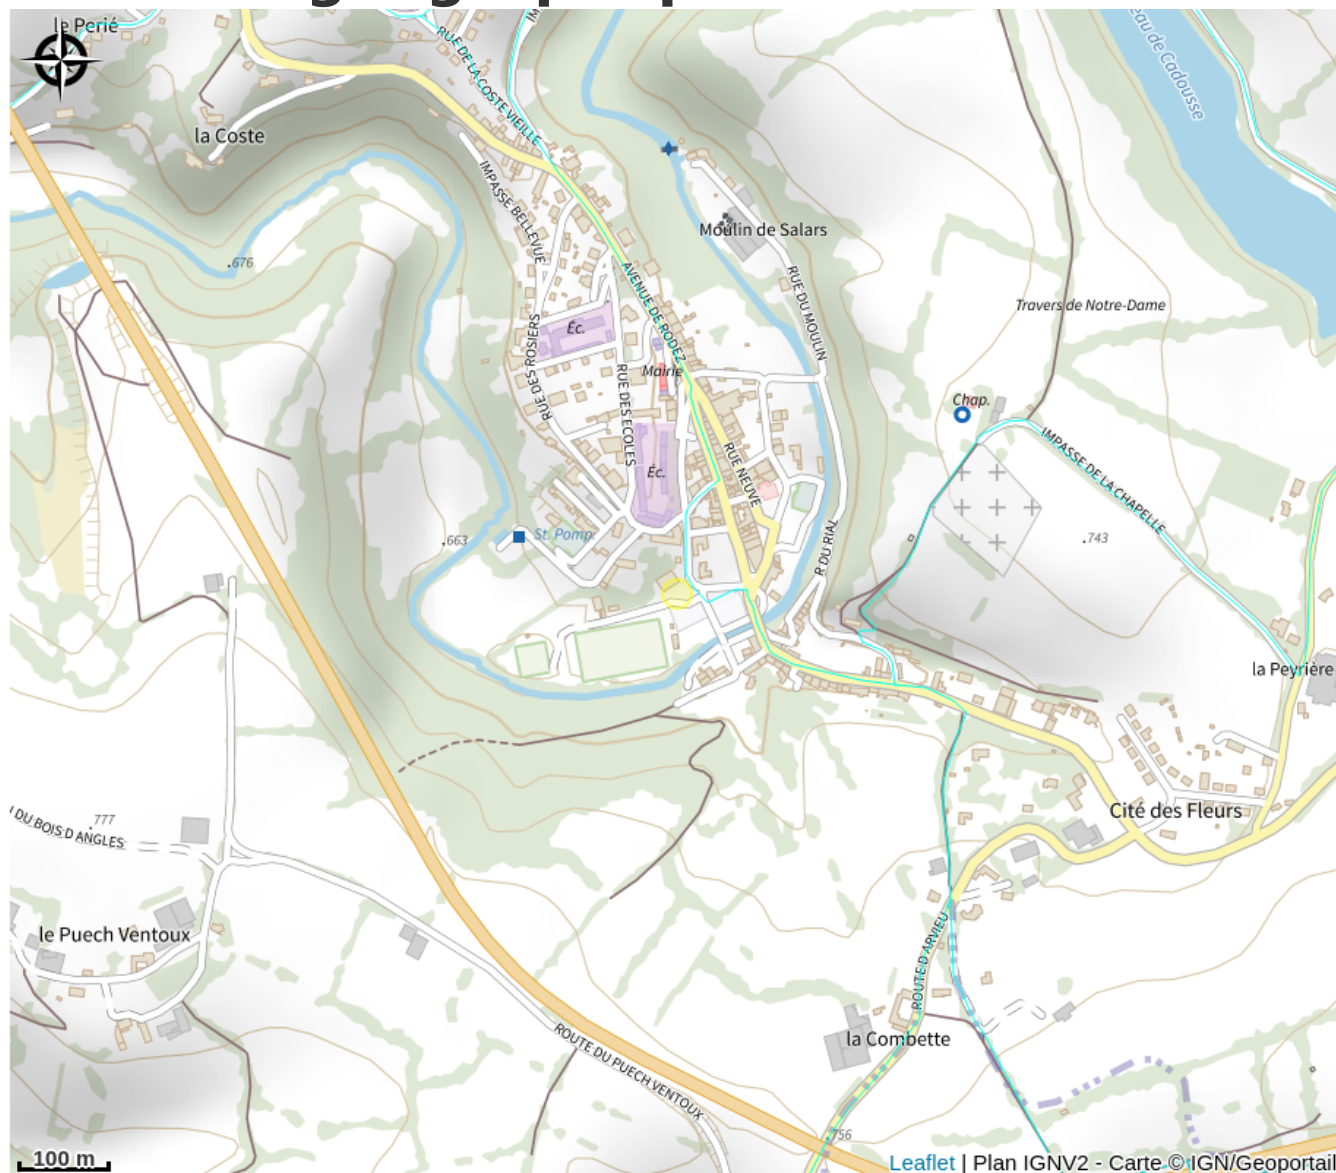 le Perié
RUE DE LA COSTE VIEILLE
eau de Cadousse
la Coste
IMPASSE BELLEVUE
Moulin de Salars
.676
AVENUE DE RODEZ
RUE DU MOULIN
Travers de Notre-Dame
Éc.
RUE DES ROSIERS
Mairie
RUE DES ECOLES
Chap.
IMPASSE DE LA CHAPELLE
RUE NEUVE
Éc.
St. Pomp.
.663
R DU RIAL
.743
la Peyrière
Cité des Fleurs
.777
DU BOIS D ANGLES
le Puech Ventoux
ROUTE D ARVIEU
la Combette
ROUTE DU PUECH VENTOUX
.756
100 m
Leaflet | Plan IGNV2 - Carte © IGN/Geoportail